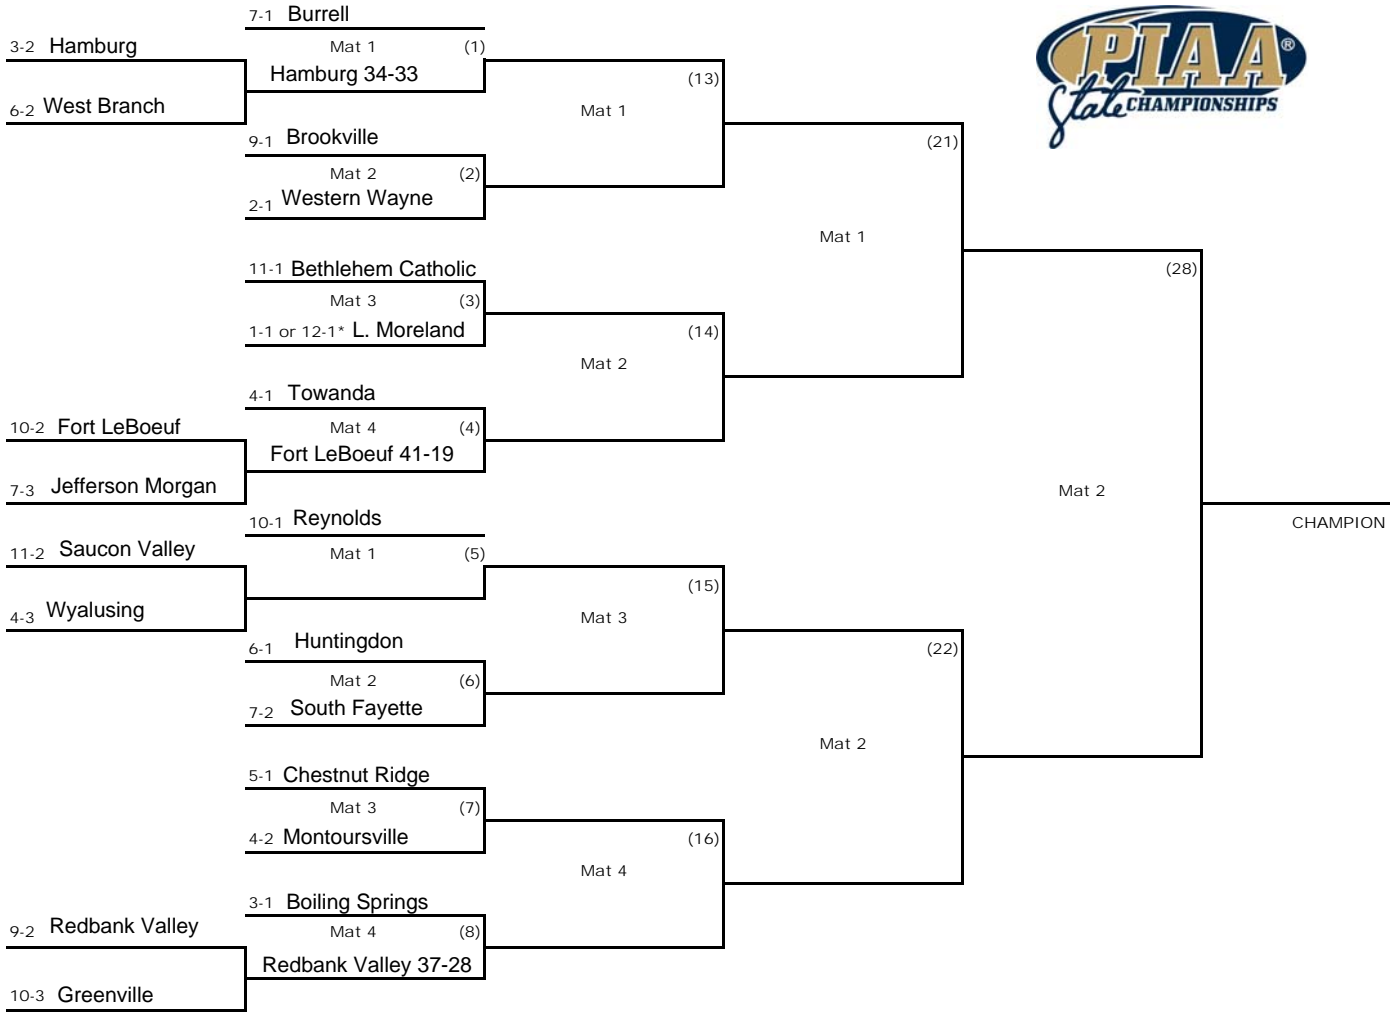 7-1 Burrell
3-2 Hamburg
Mat 1 (1)
Hamburg 34-33
6-2 West Branch
(13)
Mat 1
9-1 Brookville
Mat 2 (2)
2-1 Western Wayne
(21)
Mat 1
11-1 Bethlehem Catholic
Mat 3 (3)
1-1 or 12-1* L. Moreland
(14)
Mat 2
4-1 Towanda
10-2 Fort LeBoeuf
Mat 4 (4)
Fort LeBoeuf 41-19
7-3 Jefferson Morgan
(28)
Mat 2
CHAMPION
10-1 Reynolds
11-2 Saucon Valley
Mat 1 (5)
4-3 Wyalusing
(15)
Mat 3
6-1 Huntingdon
Mat 2 (6)
7-2 South Fayette
(22)
Mat 2
5-1 Chestnut Ridge
Mat 3 (7)
4-2 Montoursville
(16)
Mat 4
3-1 Boiling Springs
9-2 Redbank Valley
Mat 4 (8)
Redbank Valley 37-28
10-3 Greenville
PIAA®
State CHAMPIONSHIPS